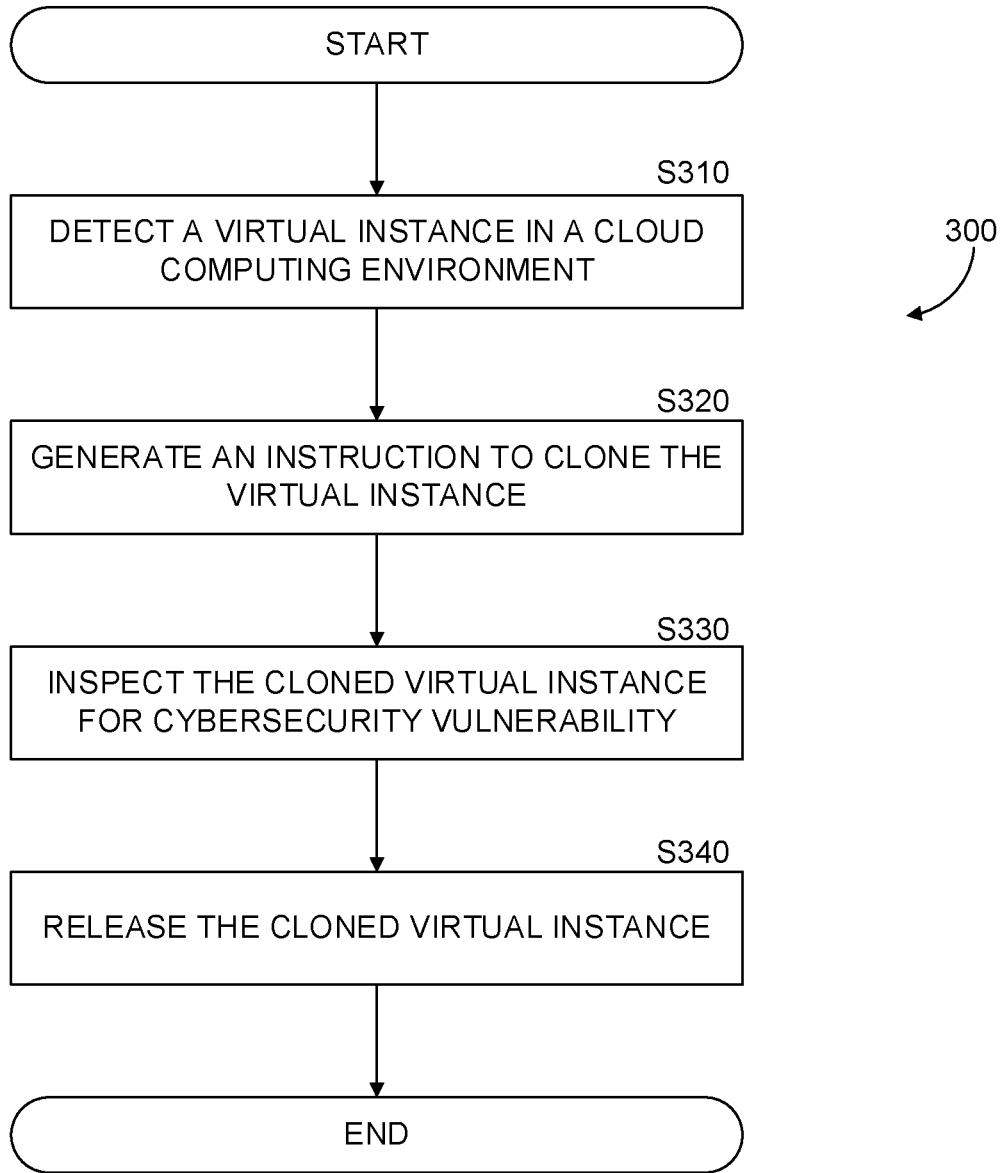 START
S310
DETECT A VIRTUAL INSTANCE IN A CLOUD
COMPUTING ENVIRONMENT
300
S320
GENERATE AN INSTRUCTION TO CLONE THE
VIRTUAL INSTANCE
S330
INSPECT THE CLONED VIRTUAL INSTANCE
FOR CYBERSECURITY VULNERABILITY
S340
RELEASE THE CLONED VIRTUAL INSTANCE
END